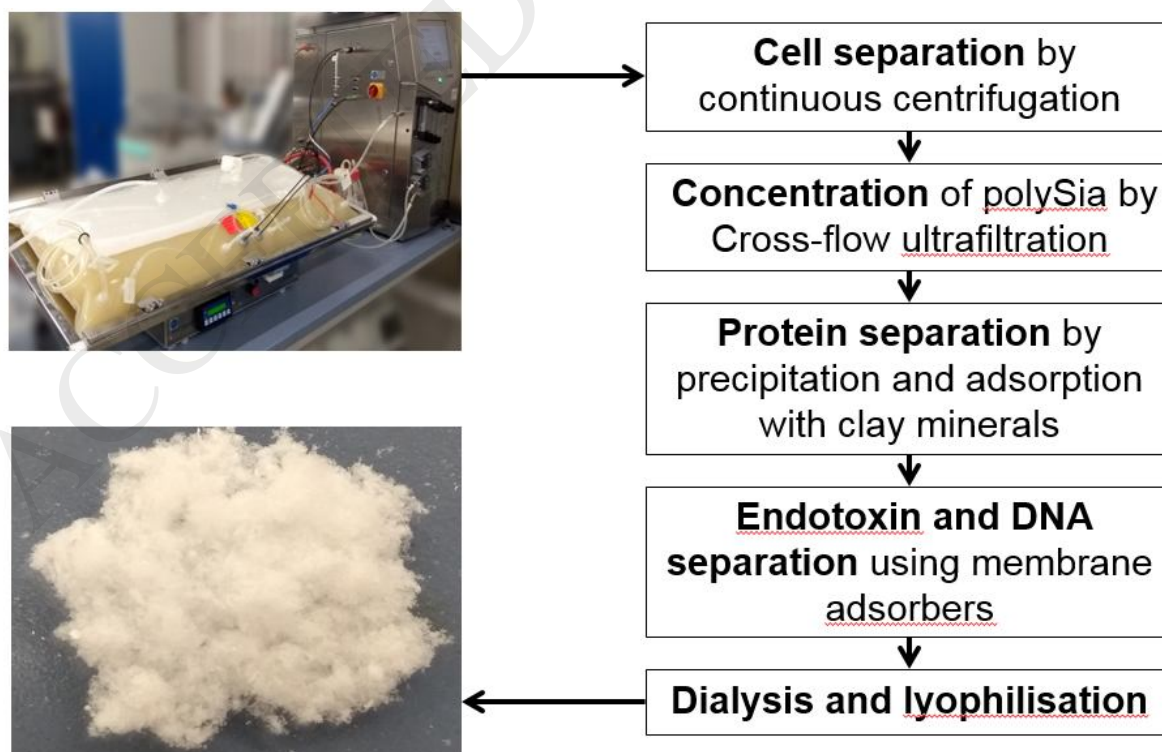 Cell separation by
continuous centrifugation
Concentration of polySia by
Cross-flow ultrafiltration
Protein separation by
precipitation and adsorption
with clay minerals
Endotoxin and DNA
separation using membrane
adsorbers
Dialysis and lyophilisation